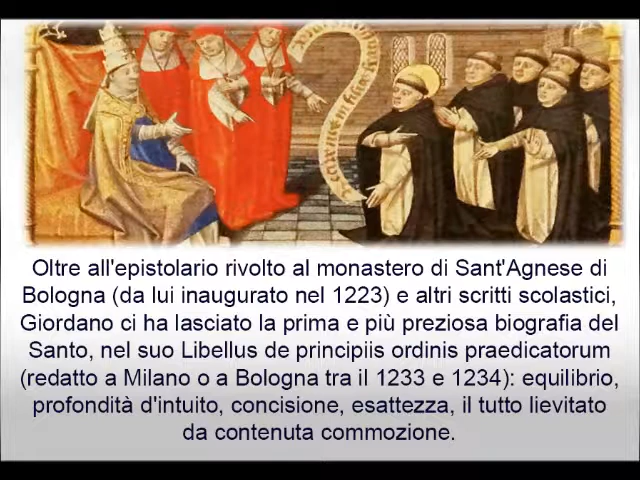 Oltre all'epistolario rivolto al monastero di Sant'Agnese di
Bologna (da lui inaugurato nel 1223) e altri scritti scolastici,
Giordano ci ha lasciato la prima e più preziosa biografia del
Santo, nel suo Libellus de principiis ordinis praedicatorum
(redatto a Milano o a Bologna tra il 1233 e 1234): equilibrio,
profondità d'intuito, concisione, esattezza, il tutto lievitato
da contenuta commozione.